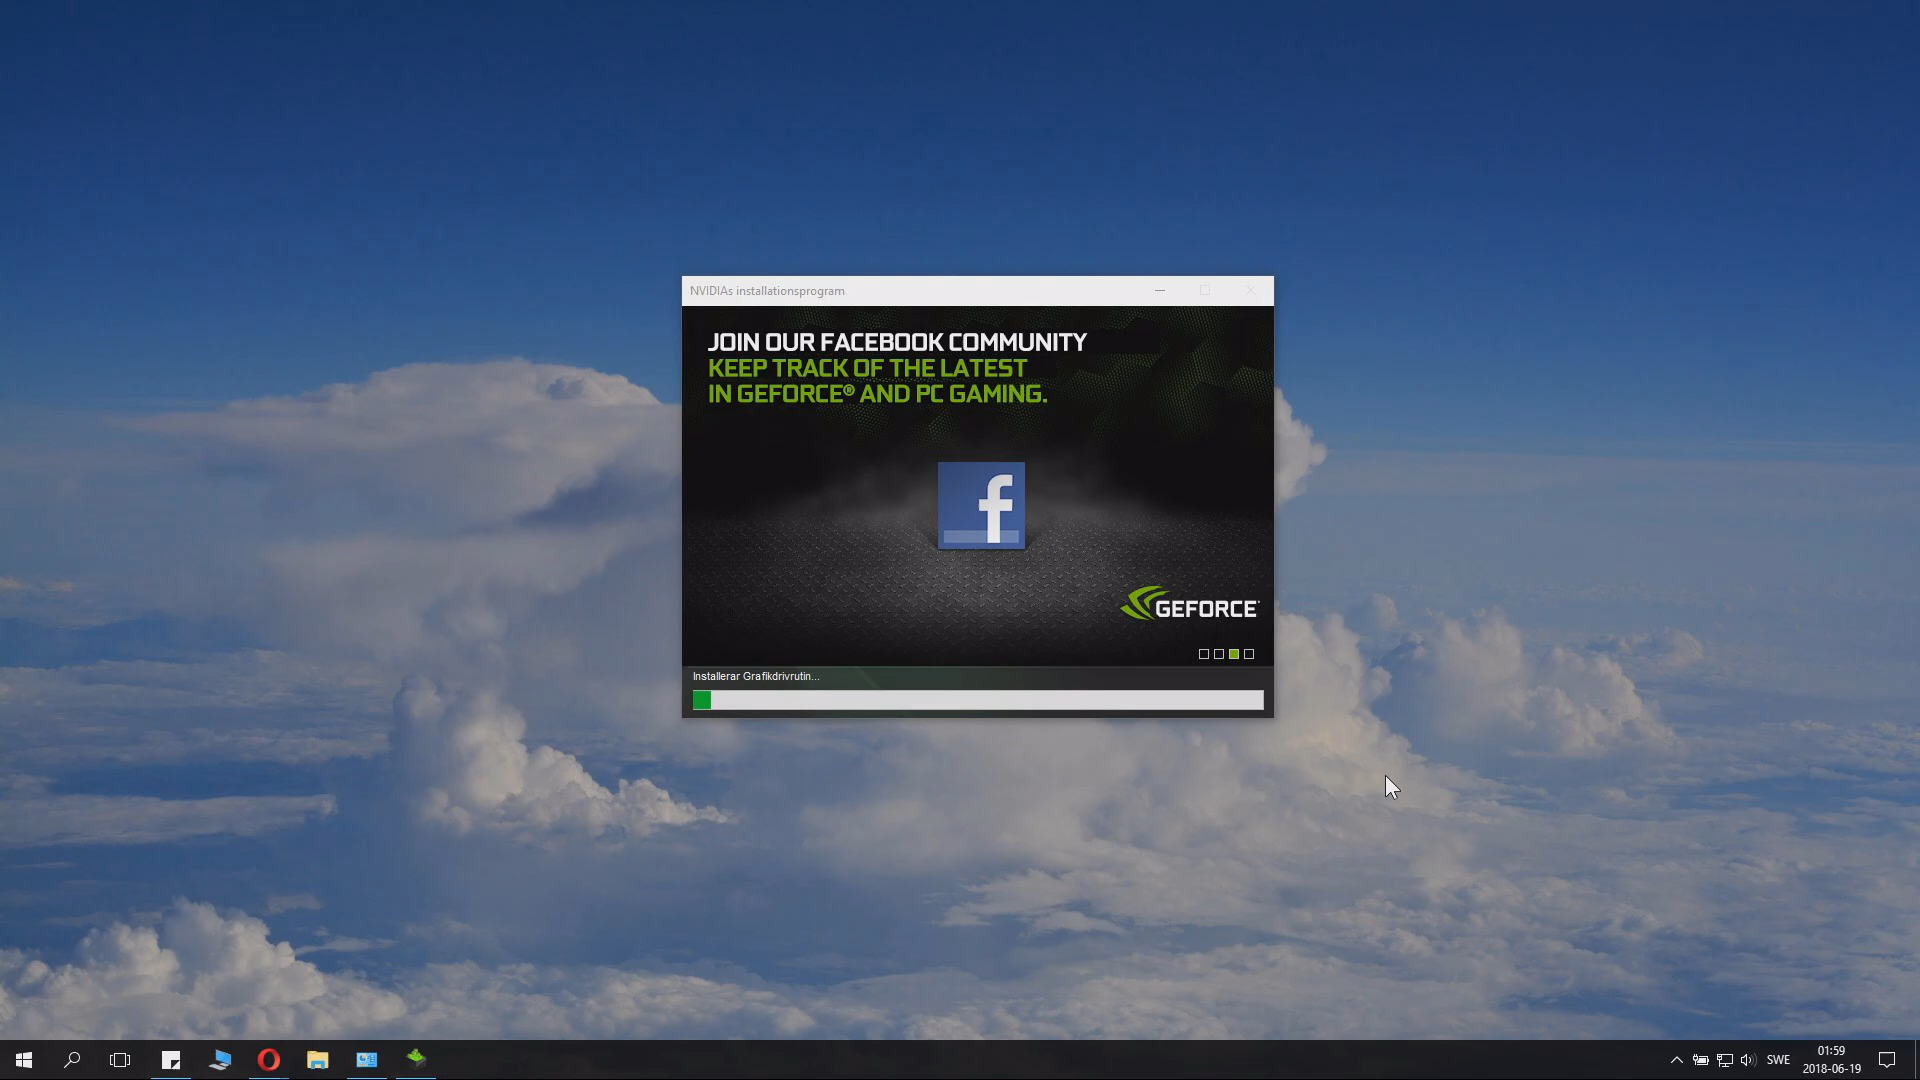 NVIDIAs installationsprogram
JOIN OUR FACEBOOK COMMUNITY
KEEP TRACK OF THE LATEST
IN GEFORCE® AND PC GAMING.
f
GEFORCE
Installerar Grafikdrivrutin...
SWE
01:59
2018-06-19